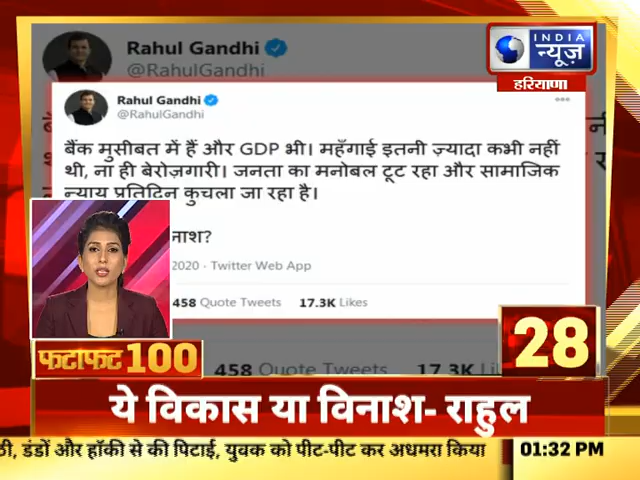 Rahul Gandhi
@RahulGandhi
INDIA
न्यूज़
हरियाणा
Rahul Gandhi
@RahulGandhi
बैंक मुसीबत में हैं और GDP भी। महँगाई इतनी ज़्यादा कभी नहीं
थी, ना ही बेरोज़गारी। जनता का मनोबल टूट रहा और सामाजिक
न्याय प्रतिदिन कुचला जा रहा है।
नाश?
2020 · Twitter Web App
458 Quote Tweets 17.3K Likes
फटाफट 100
28
458 Quote Tweets 17.3K
ये विकास या विनाश- राहुल
डंडों और हॉकी से की पिटाई, युवक को पीट-पीट कर अधमरा किया
01:32 PM